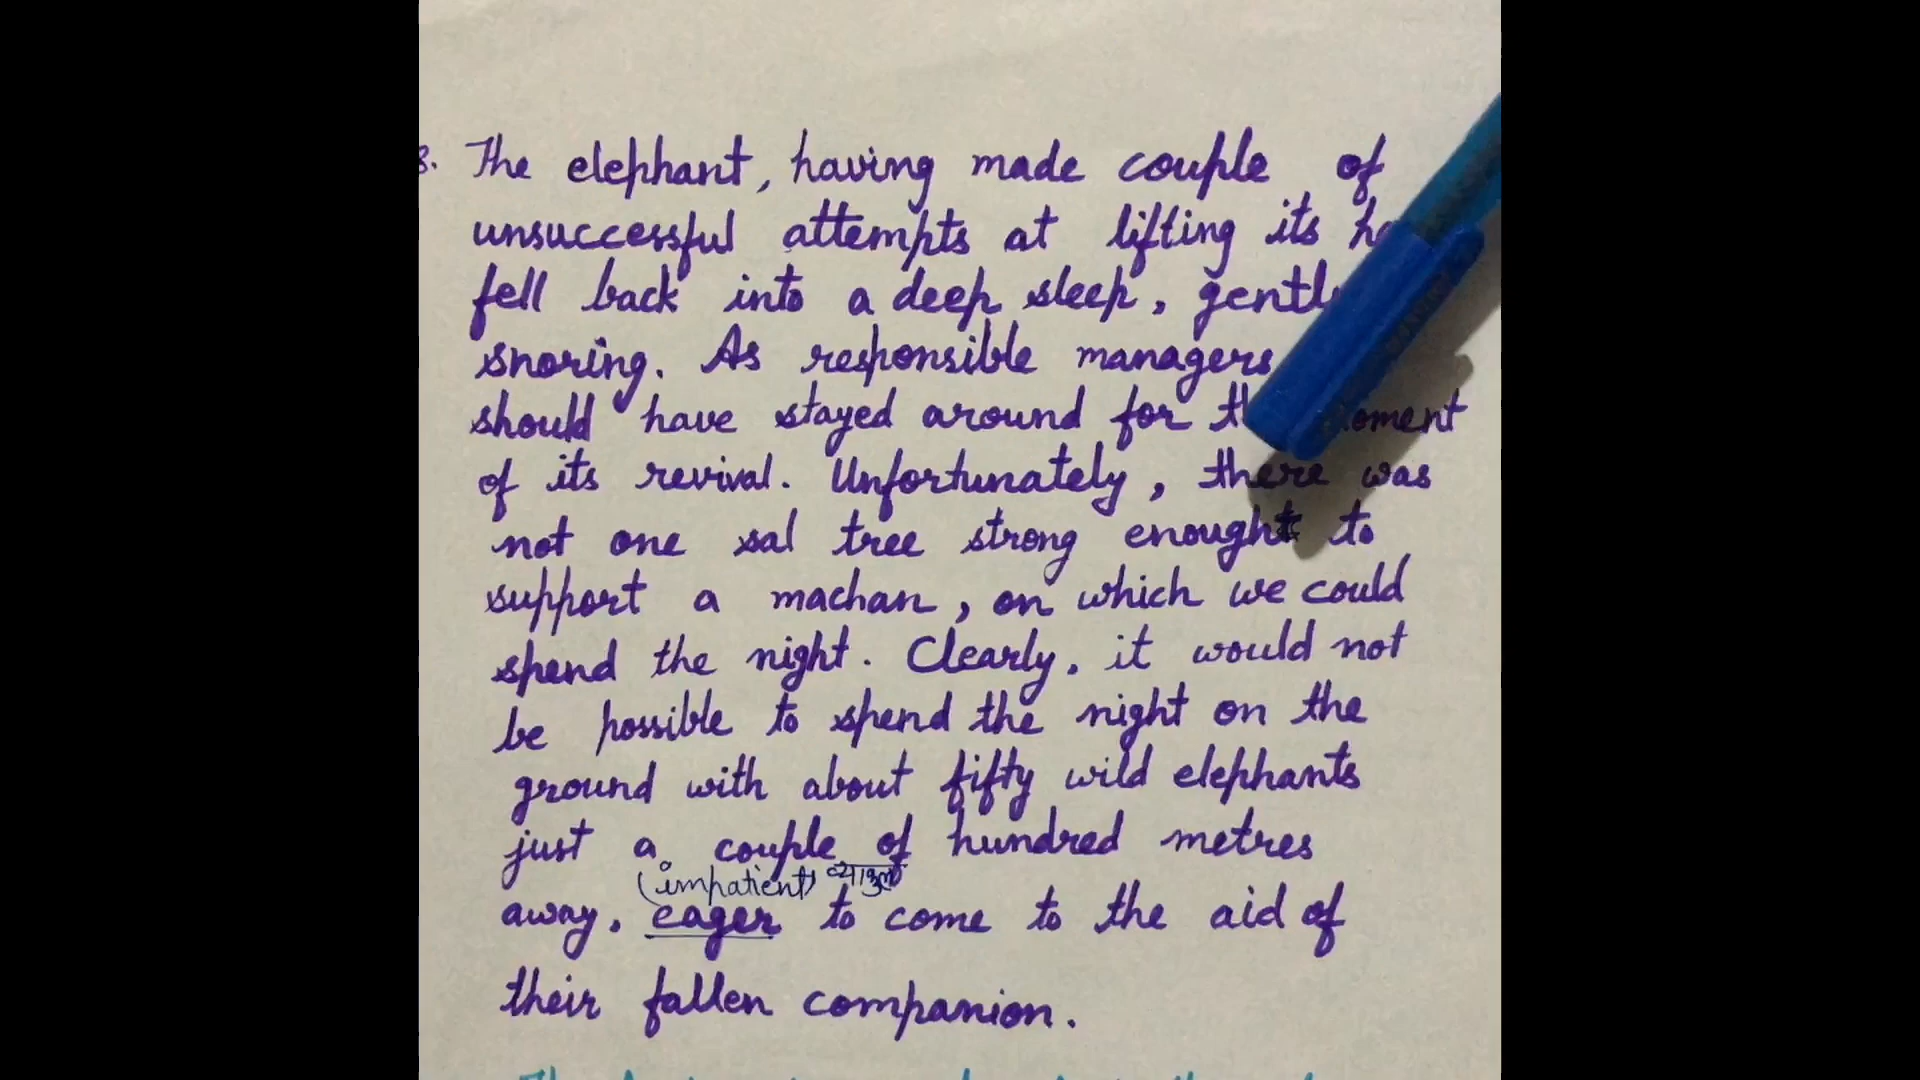 8. The elephant, having made couple of
unsuccessful attempts at lifting its
fell back into a deep sleep,
snoring. As responsible managers
should have stayed around for
of its revival. Unfortunately, there was
not one sal tree strong enought to
support a machan, on which we could
spend the night. Clearly, it would not
be possible to spend the night on the
ground with about fifty wild elephants
just a couple of hundred metres
(impatient)
away, eager to come to the aid of
their fallen companion.